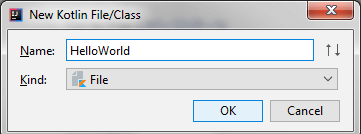 New Kotlin File/Class
Name: HelloWorld
Kind: File
OK Cancel